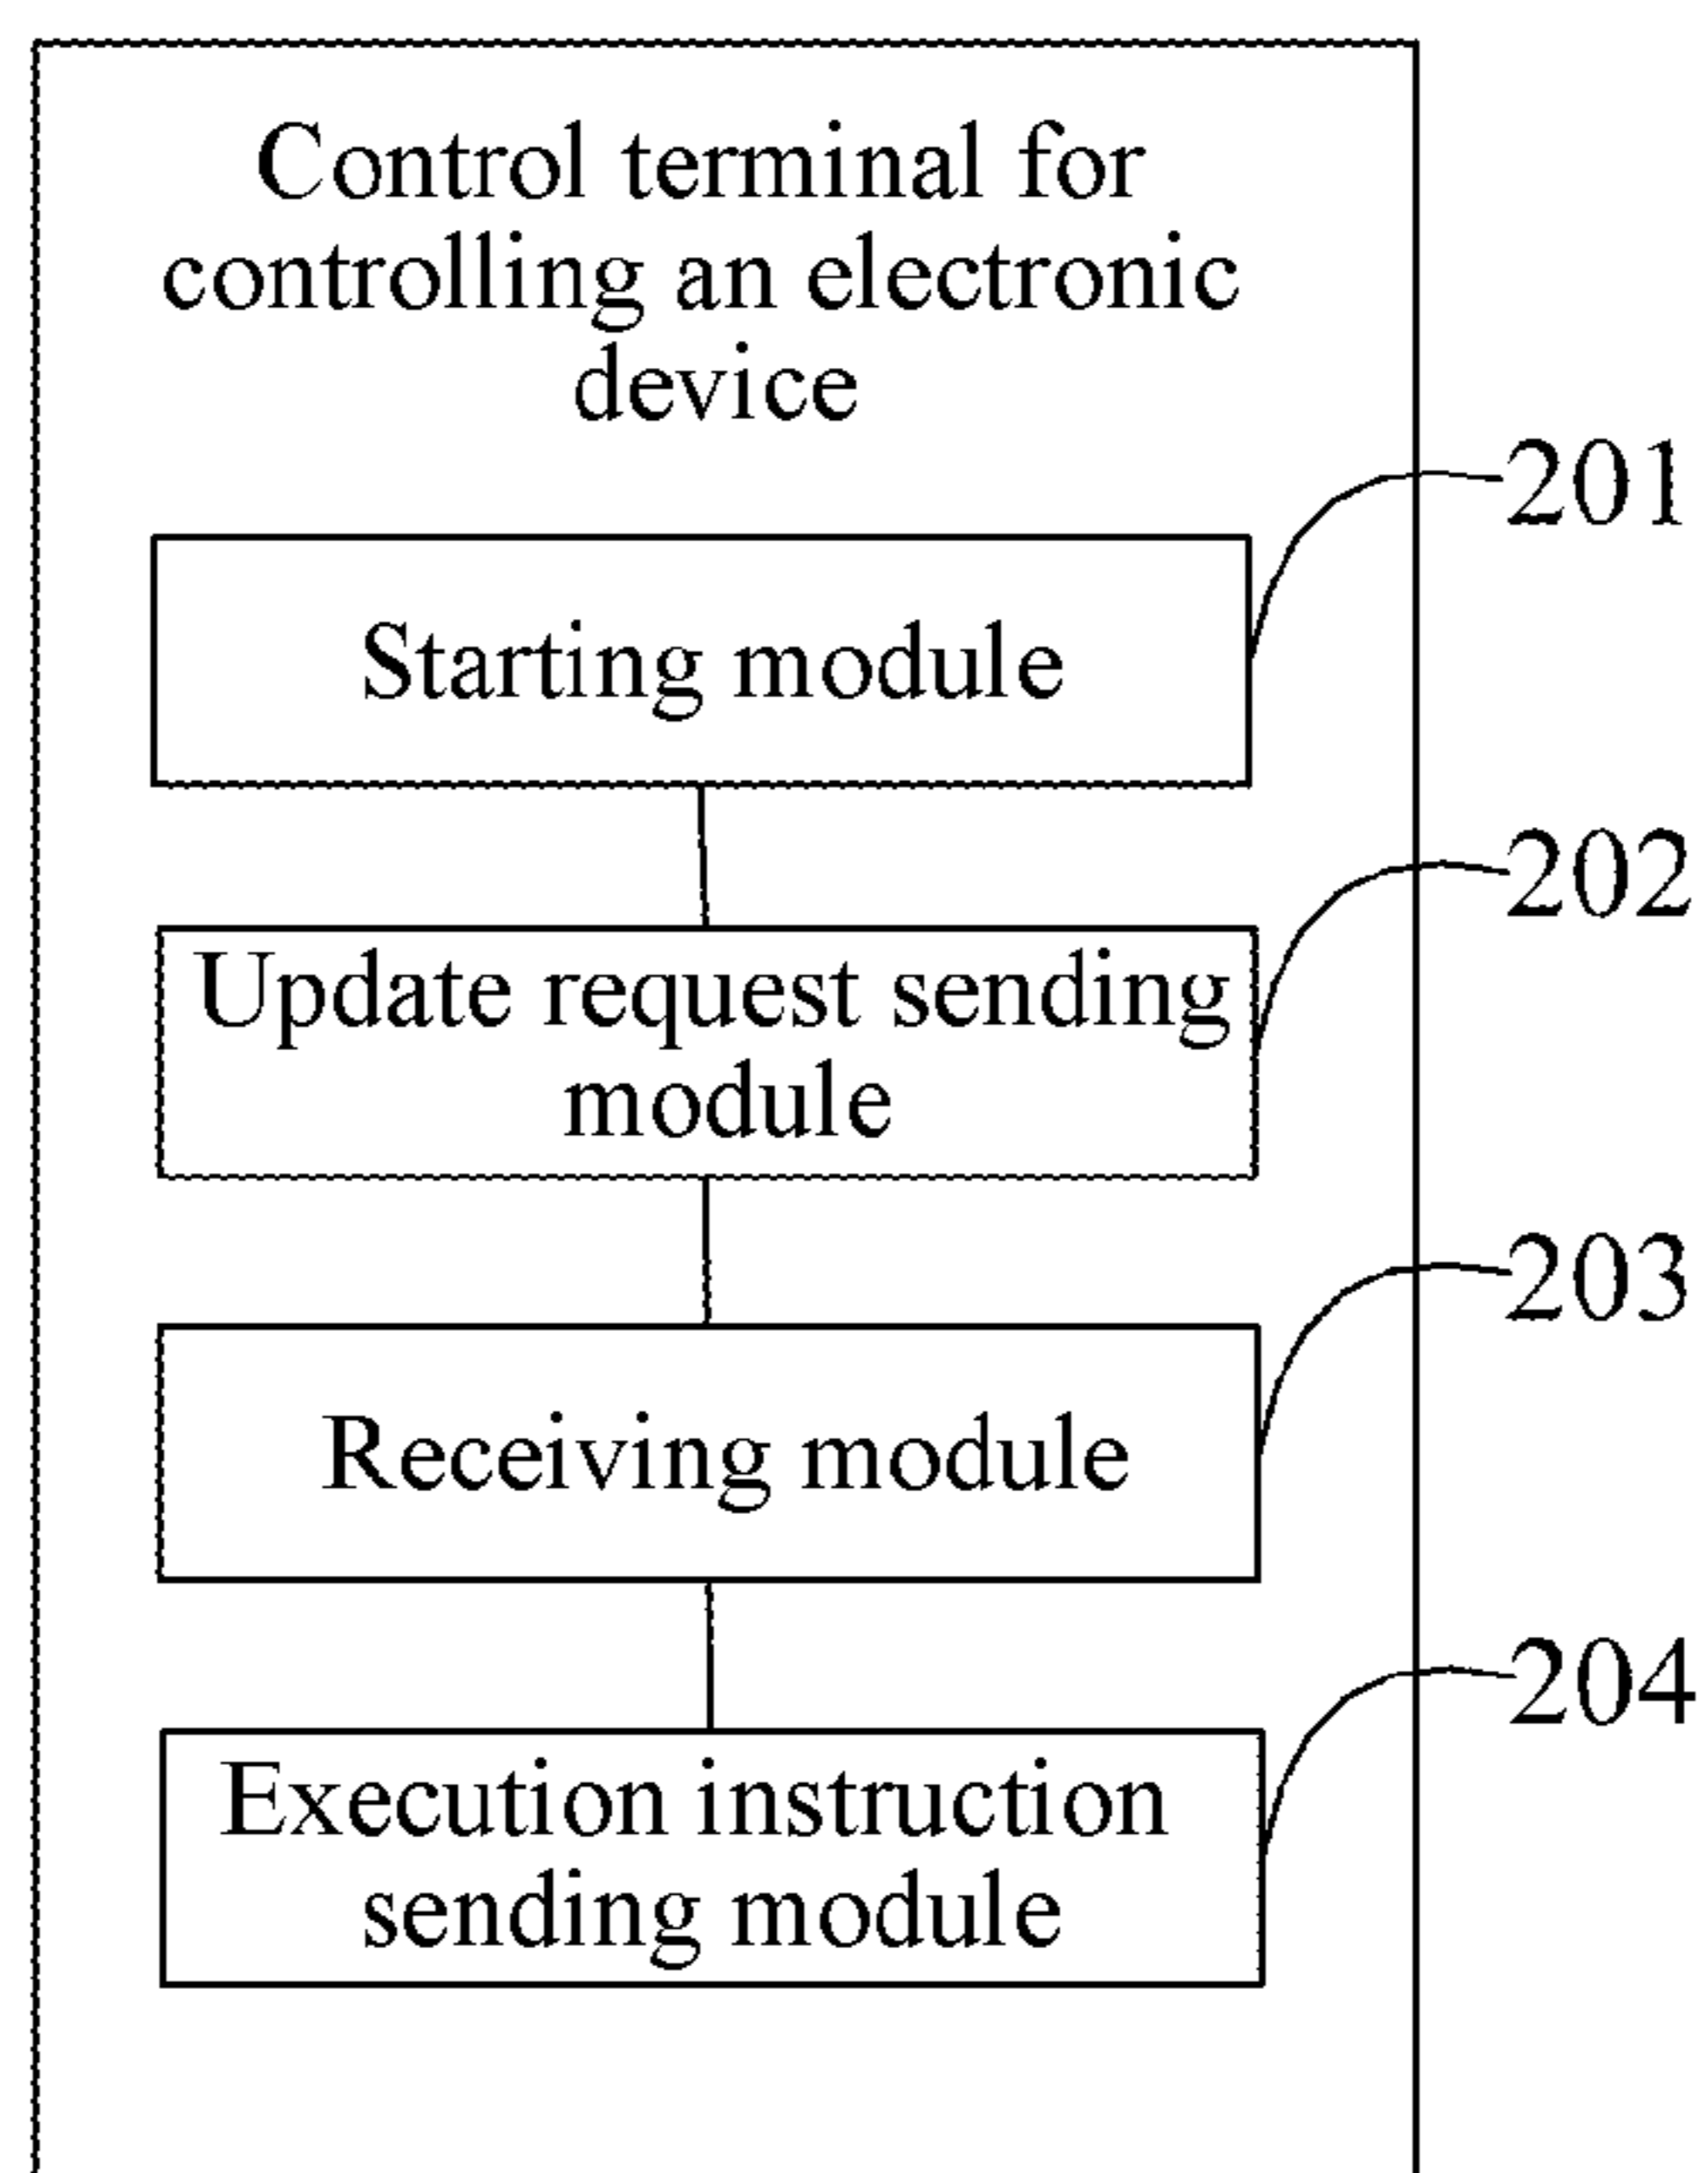 Control terminal for
controlling an electronic
device
201
Starting module
202
Update request sending
module
203
Receiving module
204
Execution instruction
sending module